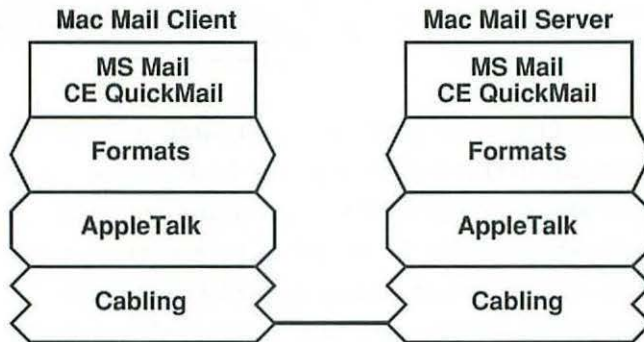 Mac Mail Client
MS Mail
CE QuickMail
Formats
AppleTalk
Cabling
Mac Mail Server
MS Mail
CE QuickMail
Formats
AppleTalk
Cabling